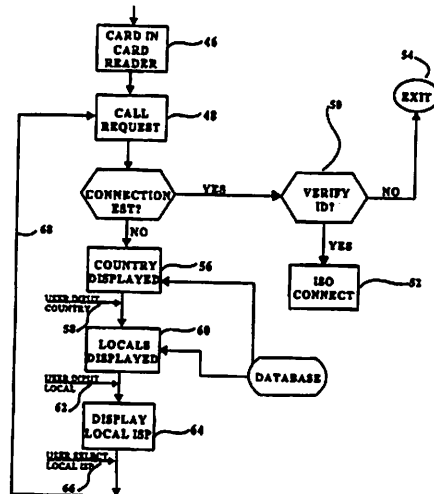 CARD IN
CARD
READER
46
CALL
REQUEST
48
54
EXIT
50
CONNECTION
EST?
YES
VERIFY
ID?
NO
68
NO
YES
COUNTRY
DISPLAYED
56
ISO
CONNECT
52
USER INPUT
COUNTRY
58
LOCALS
DISPLAYED
60
DATABASE
USER INPUT
LOCAL
62
DISPLAY
LOCAL ISP
64
USER SELECT
LOCAL ISP
66